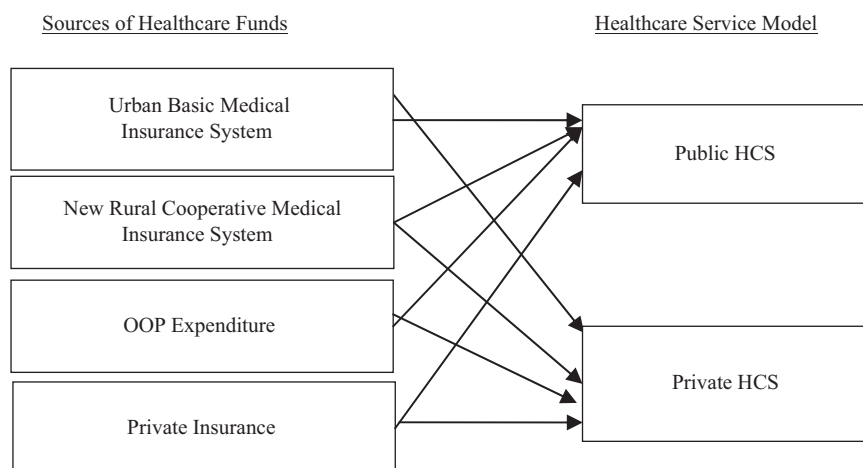 Sources of Healthcare Funds
Healthcare Service Model
Urban Basic Medical
Insurance System
Public HCS
New Rural Cooperative Medical
Insurance System
OOP Expenditure
Private HCS
Private Insurance